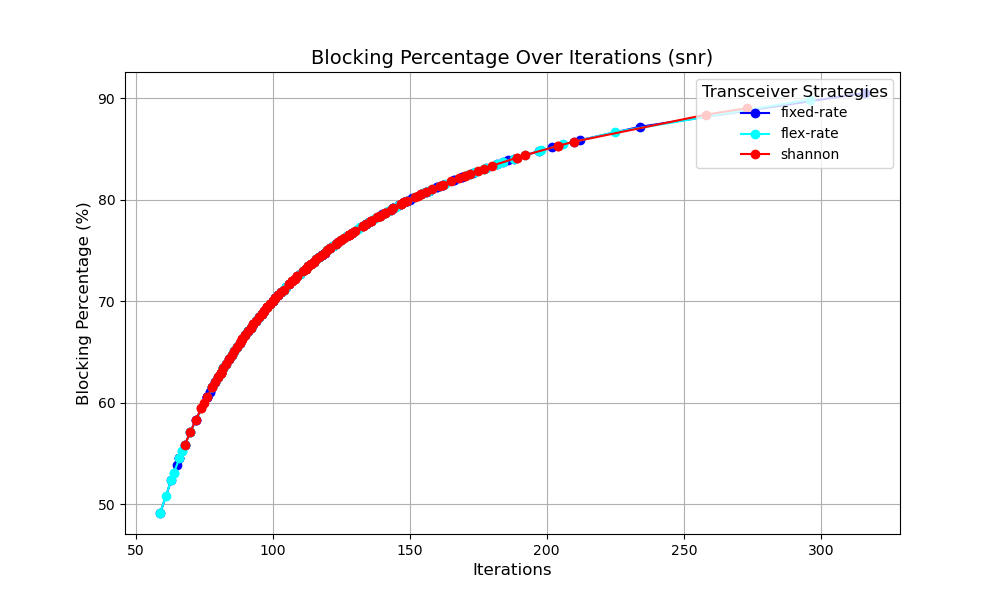 Blocking Percentage Over Iterations (snr)
Transceiver Strategies
fixed-rate
flex-rate
shannon
Blocking Percentage (%)
90
80
70
60
50
50
100
150
200
250
300
Iterations